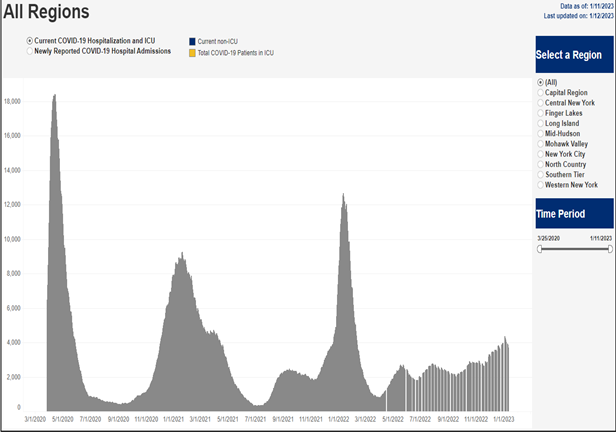 All Regions
Data as of: 1/11/2023
Last updated on: 1/12/2023
Current COVID-19 Hospitalization and ICU
Newly Reported COVID-19 Hospital Admissions
Current non-ICU
Total COVID-19 Patients in ICU
Select a Region
(All)
Capital Region
Central New York
Finger Lakes
Long Island
Mid-Hudson
Mohawk Valley
New York City
North Country
Southern Tier
Western New York
Time Period
3/25/2020 1/11/2023
18,000
16,000
14,000
12,000
10,000
8,000
6,000
4,000
2,000
0
3/1/2020 5/1/2020 7/1/2020 9/1/2020 11/1/2020 1/1/2021 3/1/2021 5/1/2021 7/1/2021 9/1/2021 11/1/2021 1/1/2022 3/1/2022 5/1/2022 7/1/2022 9/1/2022 11/1/2022 1/1/2023